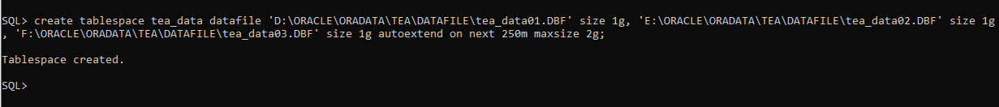 SQL> create tablespace tea_data datafile 'D:\ORACLE\ORADATA\TEA\DATAFILE\tea_data01.DBF' size 1g, 'E:\ORACLE\ORADATA\TEA\DATAFILE\tea_data02.DBF' size 1g
, 'F:\ORACLE\ORADATA\TEA\DATAFILE\tea_data03.DBF' size 1g autoextend on next 250m maxsize 2g;
Tablespace created.
SQL>